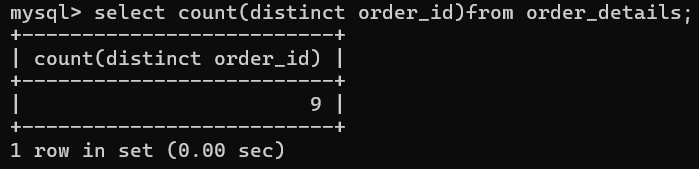 mysql> select count(distinct order_id)from order_details;
+--------------------------+
| count(distinct order_id) |
+--------------------------+
|                        9 |
+--------------------------+
1 row in set (0.00 sec)